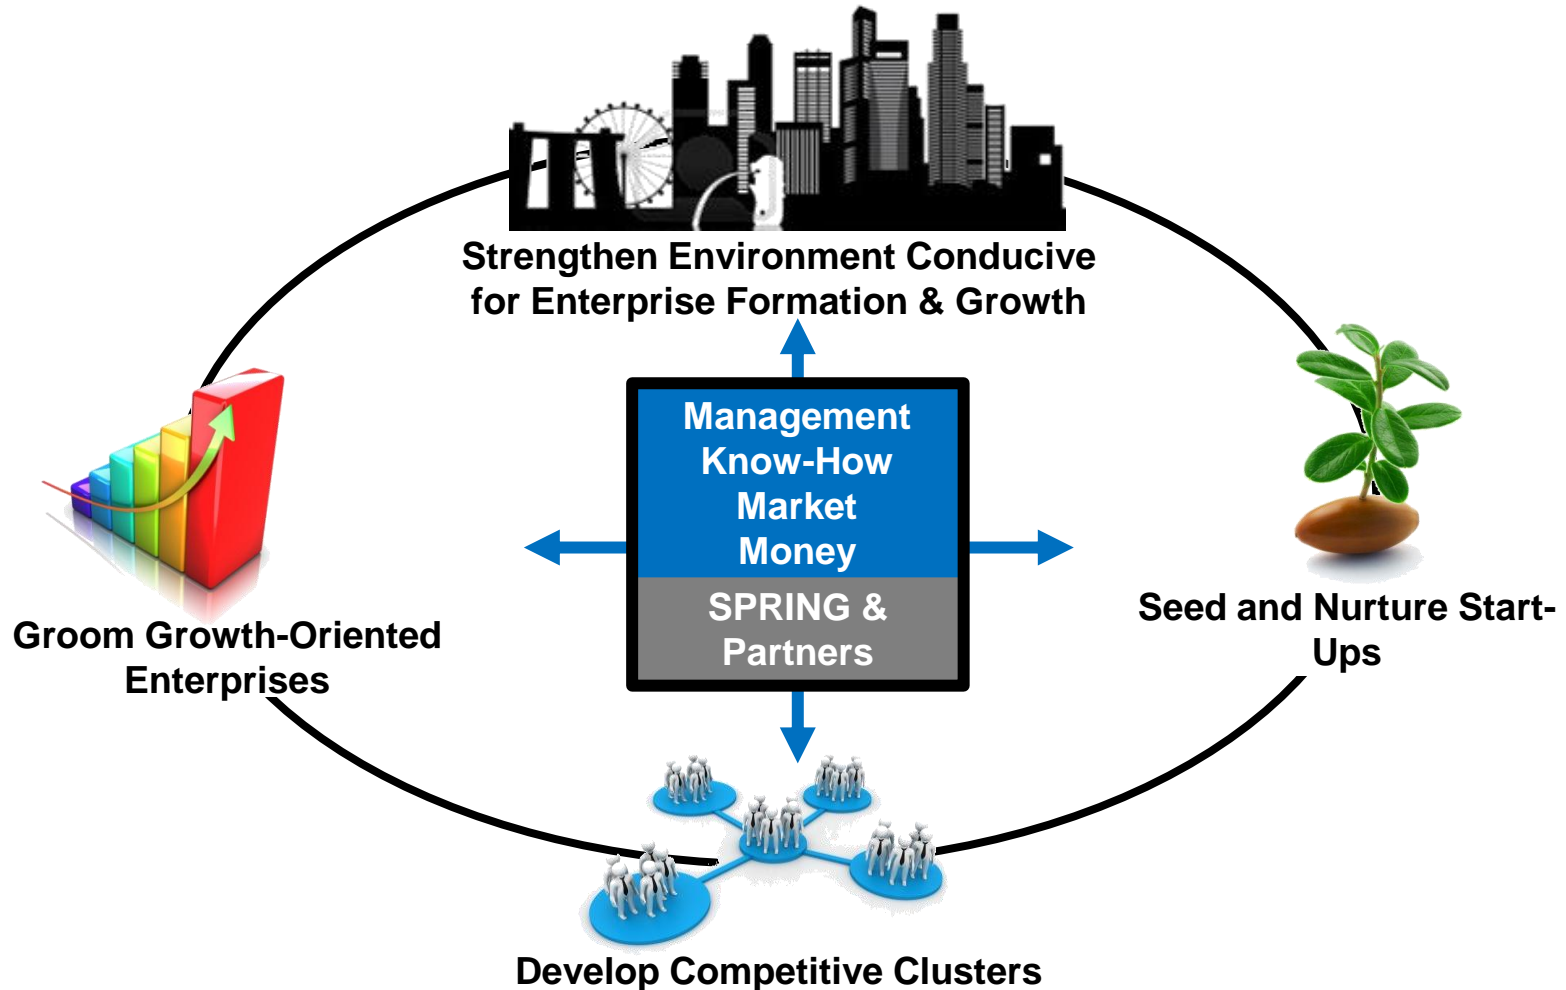 Strengthen Environment Conducive
for Enterprise Formation & Growth
Management
Know-How
Market
Money
SPRING &
Partners
Groom Growth-Oriented
Enterprises
Seed and Nurture Start-
Ups
Develop Competitive Clusters